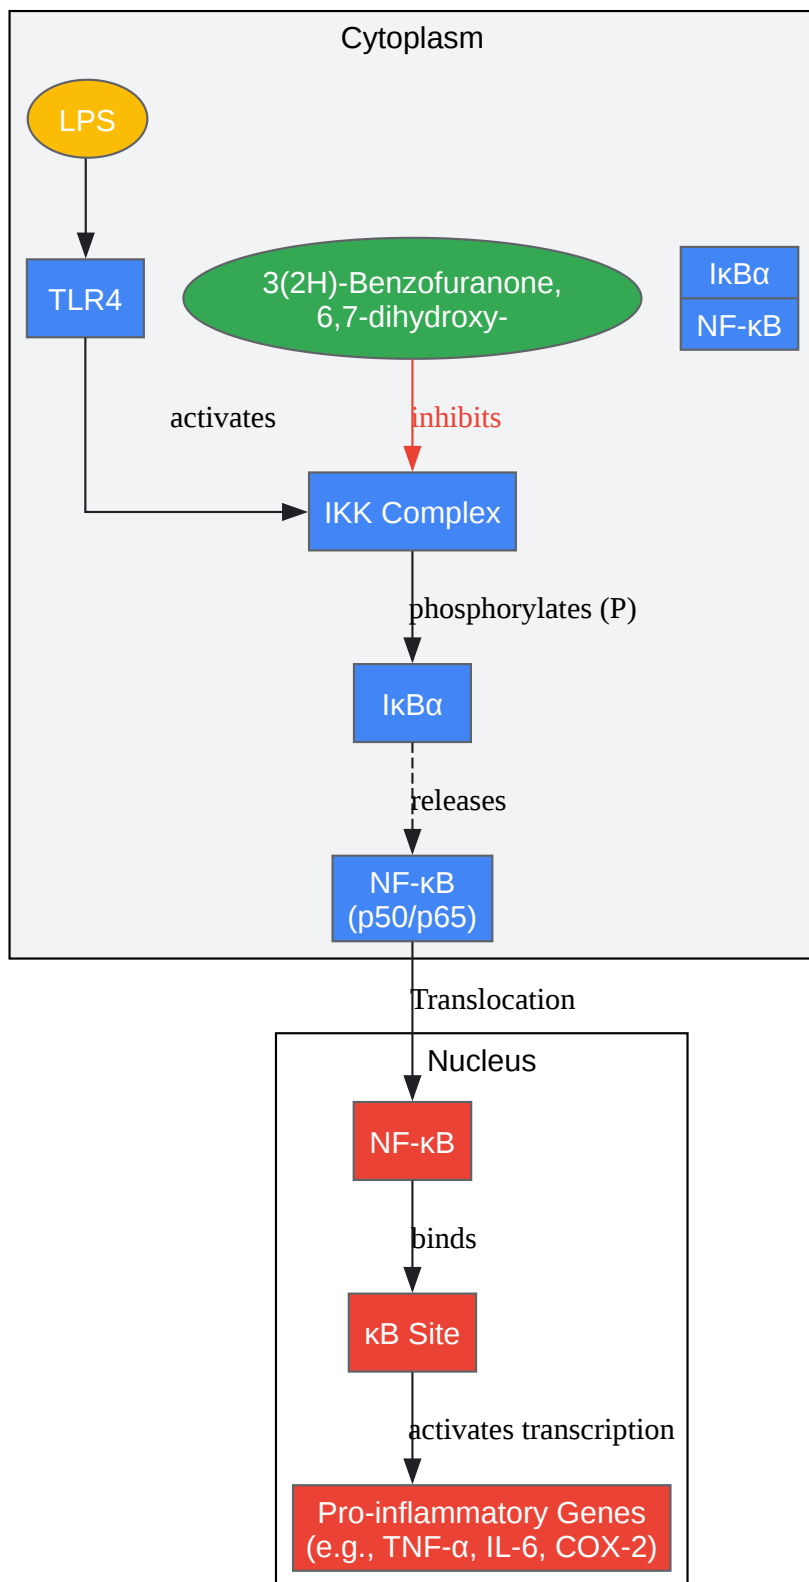 Cytoplasm
LPS
TLR4
3(2H)-Benzofuranone,
6,7-dihydroxy-
IκBα
NF-κB
activates
inhibits
IKK Complex
phosphorylates (P)
IκBα
releases
NF-κB
(p50/p65)
Translocation
Nucleus
NF-κB
binds
κB Site
activates transcription
Pro-inflammatory Genes
(e.g., TNF-α, IL-6, COX-2)